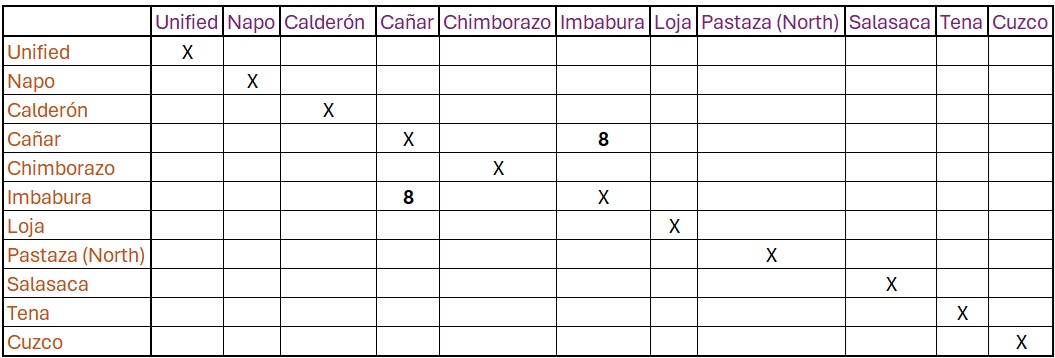 Unified Napo Calderón Cañar Chimborazo Imbabura Loja Pastaza (North) Salasaca Tena Cuzco
Unified X
Napo X
Calderón X
Cañar X 8
Chimborazo X
Imbabura 8 X
Loja X
Pastaza (North) X
Salasaca X
Tena X
Cuzco X